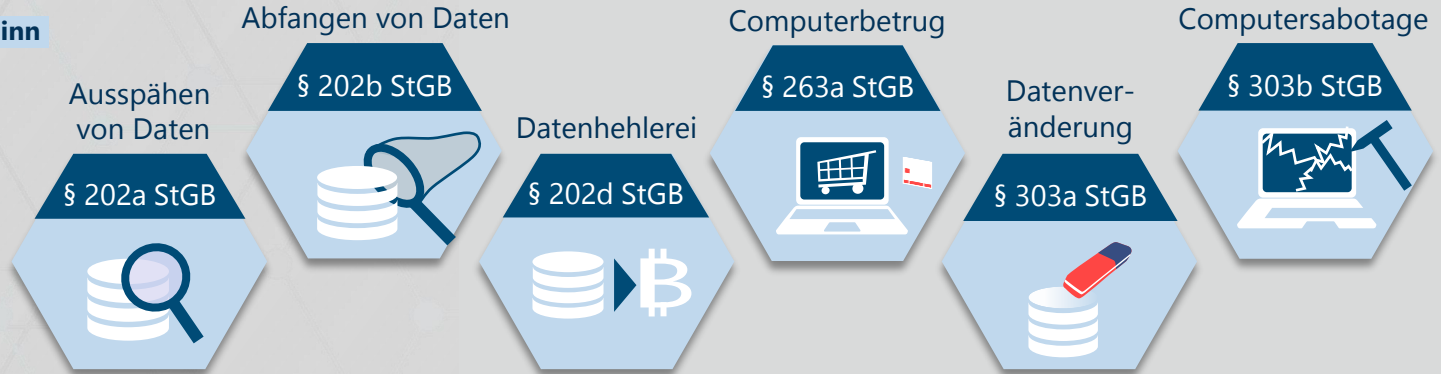 inn
Ausspähen
von Daten
§ 202a StGB
Abfangen von Daten
§ 202b StGB
Datenhehlerei
§ 202d StGB
Computerbetrug
§ 263a StGB
Datenver-
änderung
§ 303a StGB
Computersabotage
§ 303b StGB